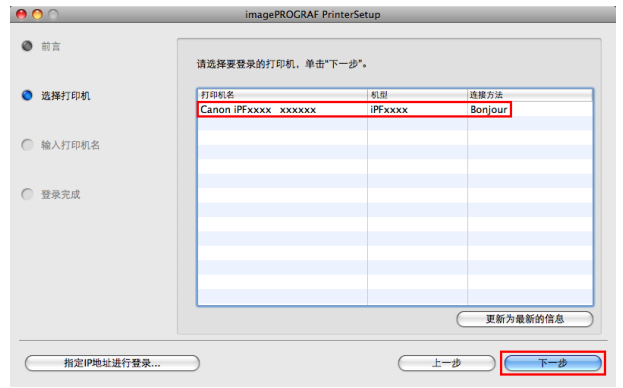 imagePROGRAF PrinterSetup
前言
选择打印机
输入打印机名
登录完成
请选择要登录的打印机，单击"下一步"。
打印机名 机型 连接方法
Canon iPFxxxx xxxxxx iPFxxxx Bonjour
更新为最新的信息
指定IP地址进行登录... 上一步 下一步